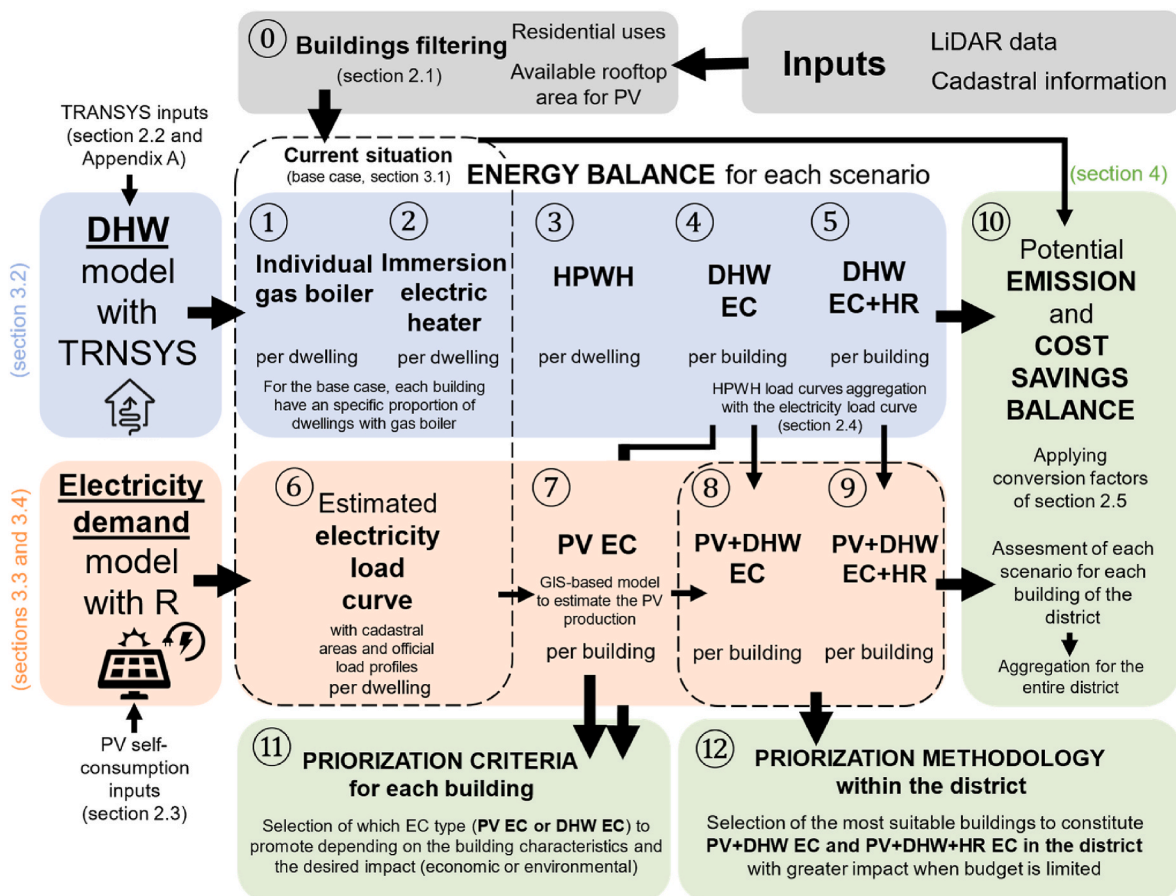 ⓪ Buildings filtering
(section 2.1)
Residential uses
Available rooftop
area for PV
Inputs
LiDAR data
Cadastral information
TRANSYS inputs
(section 2.2 and
Appendix A)
Current situation
(base case, section 3.1)
ENERGY BALANCE for each scenario
(section 4)
(section 3.2)
DHW
model
with
TRNSYS
①
Individual
gas boiler
per dwelling
②
Immersion
electric
heater
per dwelling
For the base case, each building
have an specific proportion of
dwellings with gas boiler
③
HPWH
per dwelling
④
DHW
EC
per building
⑤
DHW
EC+HR
per building
HPWH load curves aggregation
with the electricity load curve
(section 2.4)
⑩
Potential
EMISSION
and
COST
SAVINGS
BALANCE
Applying
conversion factors
of section 2.5
Assesment of each
scenario for each
building of the
district
Aggregation for the
entire district
(sections 3.3 and 3.4)
Electricity
demand
model
with R
PV self-
consumption
inputs
(section 2.3)
⑥
Estimated
electricity
load
curve
with cadastral
areas and official
load profiles
per dwelling
⑦
PV EC
GIS-based model
to estimate the PV
production
per building
⑧
PV+DHW
EC
per building
⑨
PV+DHW
EC+HR
per building
⑪
PRIORIZATION CRITERIA
for each building
Selection of which EC type (PV EC or DHW EC) to
promote depending on the building characteristics and
the desired impact (economic or environmental)
⑫
PRIORIZATION METHODOLOGY
within the district
Selection of the most suitable buildings to constitute
PV+DHW EC and PV+DHW+HR EC in the district
with greater impact when budget is limited